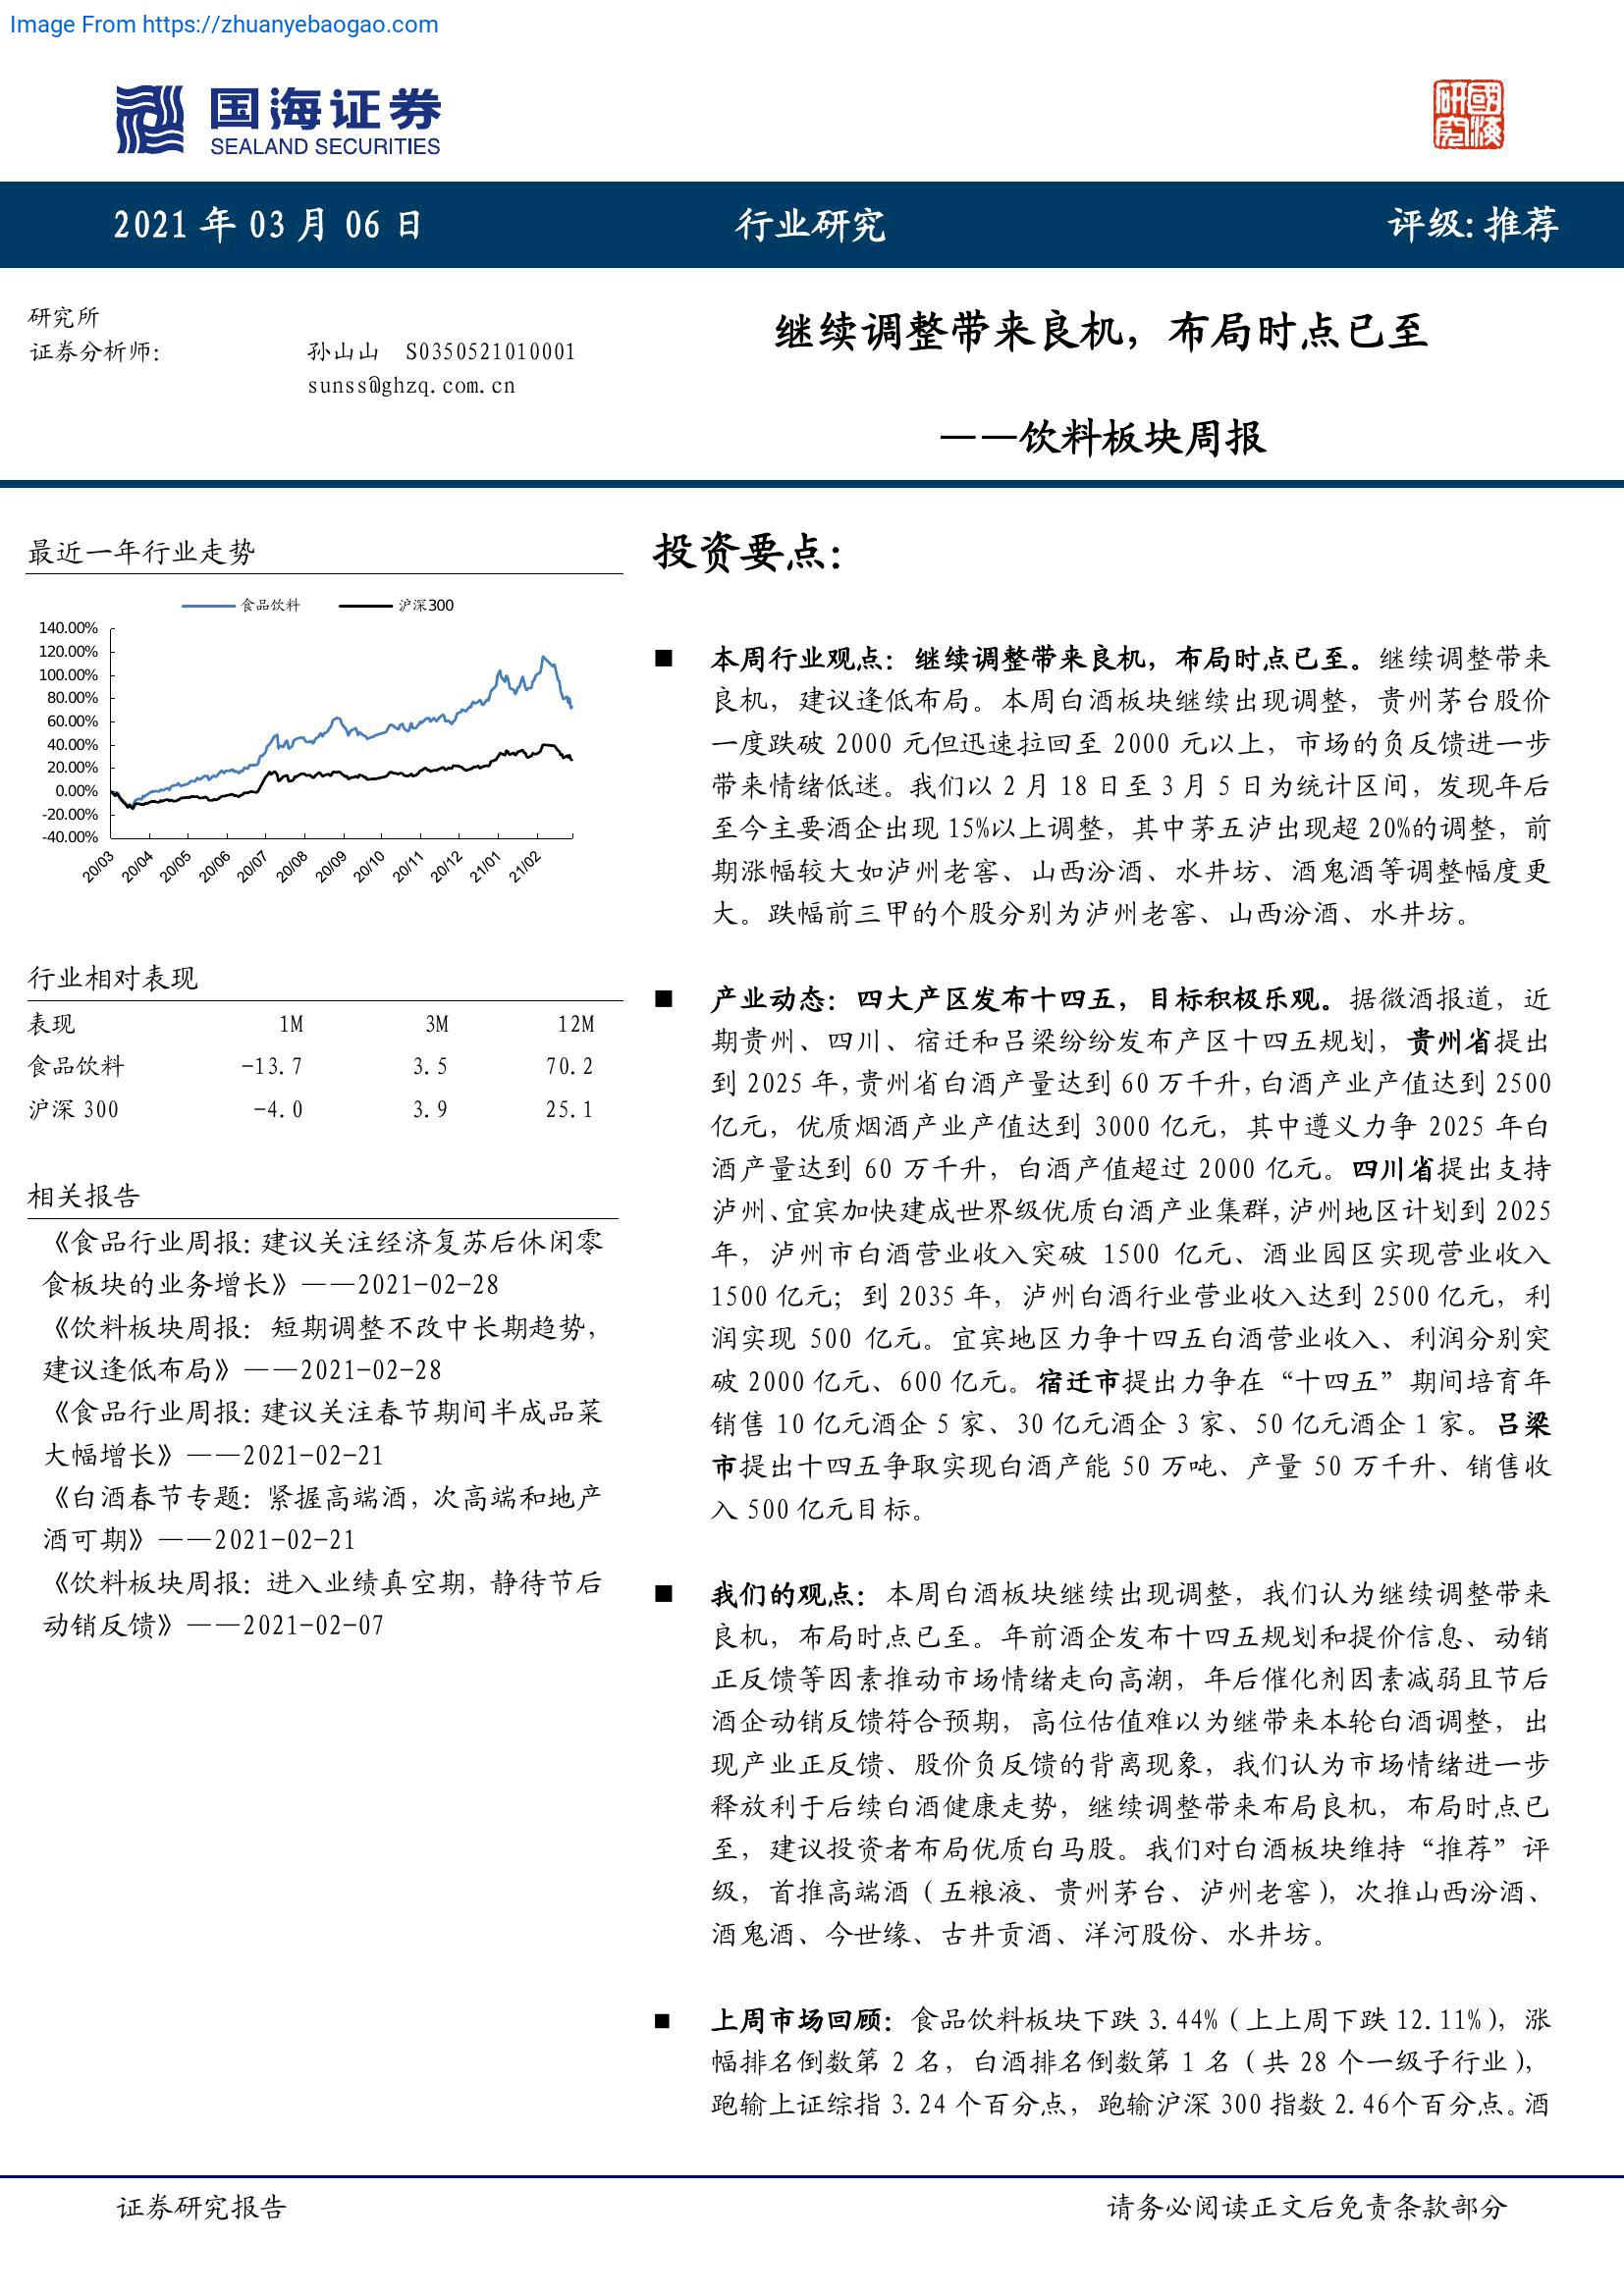 Image From https://zhuanyebaogao.com
国海证券
SEALAND SECURITIES
研究
國海
2021 年 03 月 06 日
行业研究
评级:推荐
研究所
证券分析师: 孙山山 S0350521010001
sunss@ghzq.com.cn
继续调整带来良机，布局时点已至
——饮料板块周报
最近一年行业走势
食品饮料 沪深300
140.00%
120.00%
100.00%
80.00%
60.00%
40.00%
20.00%
0.00%
-20.00%
-40.00%
20/03 20/04 20/05 20/06 20/07 20/08 20/09 20/10 20/11 20/12 21/01 21/02
行业相对表现
表现 1M 3M 12M
食品饮料 -13.7 3.5 70.2
沪深 300 -4.0 3.9 25.1
相关报告
《食品行业周报：建议关注经济复苏后休闲零
食板块的业务增长》——2021-02-28
《饮料板块周报：短期调整不改中长期趋势，
建议逢低布局》——2021-02-28
《食品行业周报：建议关注春节期间半成品菜
大幅增长》——2021-02-21
《白酒春节专题：紧握高端酒，次高端和地产
酒可期》——2021-02-21
《饮料板块周报：进入业绩真空期，静待节后
动销反馈》——2021-02-07
投资要点：
■ 本周行业观点：继续调整带来良机，布局时点已至。继续调整带来
良机，建议逢低布局。本周白酒板块继续出现调整，贵州茅台股价
一度跌破 2000 元但迅速拉回至 2000 元以上，市场的负反馈进一步
带来情绪低迷。我们以 2 月 18 日至 3 月 5 日为统计区间，发现年后
至今主要酒企出现 15%以上调整，其中茅五泸出现超 20%的调整，前
期涨幅较大如泸州老窖、山西汾酒、水井坊、酒鬼酒等调整幅度更
大。跌幅前三甲的个股分别为泸州老窖、山西汾酒、水井坊。
■ 产业动态：四大产区发布十四五，目标积极乐观。据微酒报道，近
期贵州、四川、宿迁和吕梁纷纷发布产区十四五规划，贵州省提出
到 2025 年，贵州省白酒产量达到 60 万千升，白酒产业产值达到 2500
亿元，优质烟酒产业产值达到 3000 亿元，其中遵义力争 2025 年白
酒产量达到 60 万千升，白酒产值超过 2000 亿元。四川省提出支持
泸州、宜宾加快建成世界级优质白酒产业集群，泸州地区计划到 2025
年，泸州市白酒营业收入突破 1500 亿元、酒业园区实现营业收入
1500 亿元；到 2035 年，泸州白酒行业营业收入达到 2500 亿元，利
润实现 500 亿元。宜宾地区力争十四五白酒营业收入、利润分别突
破 2000 亿元、600 亿元。宿迁市提出力争在“十四五”期间培育年
销售 10 亿元酒企 5 家、30 亿元酒企 3 家、50 亿元酒企 1 家。吕梁
市提出十四五争取实现白酒产能 50 万吨、产量 50 万千升、销售收
入 500 亿元目标。
■ 我们的观点：本周白酒板块继续出现调整，我们认为继续调整带来
良机，布局时点已至。年前酒企发布十四五规划和提价信息、动销
正反馈等因素推动市场情绪走向高潮，年后催化剂因素减弱且节后
酒企动销反馈符合预期，高位估值难以为继带来本轮白酒调整，出
现产业正反馈、股价负反馈的背离现象，我们认为市场情绪进一步
释放利于后续白酒健康走势，继续调整带来布局良机，布局时点已
至，建议投资者布局优质白马股。我们对白酒板块维持“推荐”评
级，首推高端酒（五粮液、贵州茅台、泸州老窖），次推山西汾酒、
酒鬼酒、今世缘、古井贡酒、洋河股份、水井坊。
■ 上周市场回顾：食品饮料板块下跌 3.44%（上上周下跌 12.11%），涨
幅排名倒数第 2 名，白酒排名倒数第 1 名（共 28 个一级子行业），
跑输上证综指 3.24 个百分点，跑输沪深 300 指数 2.46个百分点。酒
证券研究报告
请务必阅读正文后免责条款部分